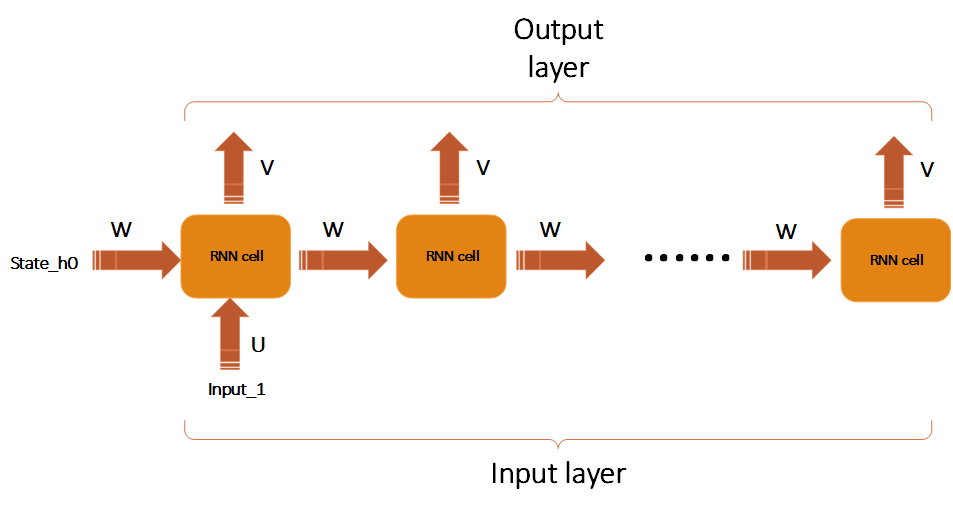 Output
layer
V
V
V
W
W
W
W
State_h0
RNN cell
RNN cell
RNN cell
U
Input_1
Input layer